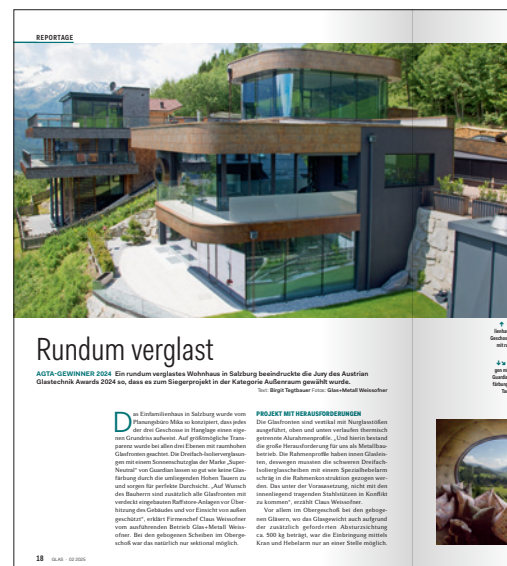 REPORTAGE
Rundum verglast
AGTA-GEWINNER 2024 Ein rundum verglastes Wohnhaus in Salzburg beeindruckte die Jury des Austrian
Glastechnik Awards 2024 so, dass es zum Siegerprojekt in der Kategorie Außenraum gewählt wurde.
Text: Birgit Tegtbauer Fotos: Glas+Metall Weissofner
Das Einfamilienhaus in Salzburg wurde vom
Planungsbüro Mika so konzipiert, dass jedes
der drei Geschosse in Hanglage einen eige-
nen Grundriss aufweist. Auf größtmögliche Trans-
parenz wurde bei allen drei Ebenen mit raumhohen
Glasfronten geachtet. Die Dreifach-Isolierverglasun-
gen mit einem Sonnenschutzglas der Marke „Super-
Neutral“ von Guardian lassen so gut wie keine Glas-
färbung durch die umliegenden Hohen Tauern zu
und sorgen für perfekte Durchsicht. „Auf Wunsch
des Bauherrn sind zusätzlich alle Glasfronten mit
verdeckt eingebauten Raffstore-Anlagen vor Über-
hitzung des Gebäudes und vor Einsicht von außen
geschützt“, erklärt Firmenchef Claus Weissofner
vom ausführenden Betrieb Glas+Metall Weiss-
ofner. Bei den gebogenen Scheiben im Oberge-
schoß war das natürlich nur sektional möglich.
PROJEKT MIT HERAUSFORDERUNGEN
Die Glasfronten sind vertikal mit Nurglasstößen
ausgeführt, oben und unten verlaufen thermisch
getrennte Alurahmenprofile. „Und hierin bestand
die große Herausforderung für uns als Metallbau-
betrieb. Die Rahmenprofile haben innen Glasleis-
ten, deswegen mussten die schweren Dreifach-
Isolierglasscheiben mit einem Spezialhebelarm
schräg in die Rahmenkonstruktion gezogen wer-
den. Das unter der Voraussetzung, nicht mit den
innenliegend tragenden Stahlstützen in Konflikt
zu kommen“, erzählt Claus Weissofner.
Vor allem im Obergeschoß bei den geboge-
nen Gläsern, wo das Glasgewicht auch aufgrund
der zusätzlich geforderten Absturzsicherung
ca. 500 kg beträgt, war die Einbringung mittels
Kran und Hebelarm nur an einer Stelle möglich.
18 GLAS · 02.2025